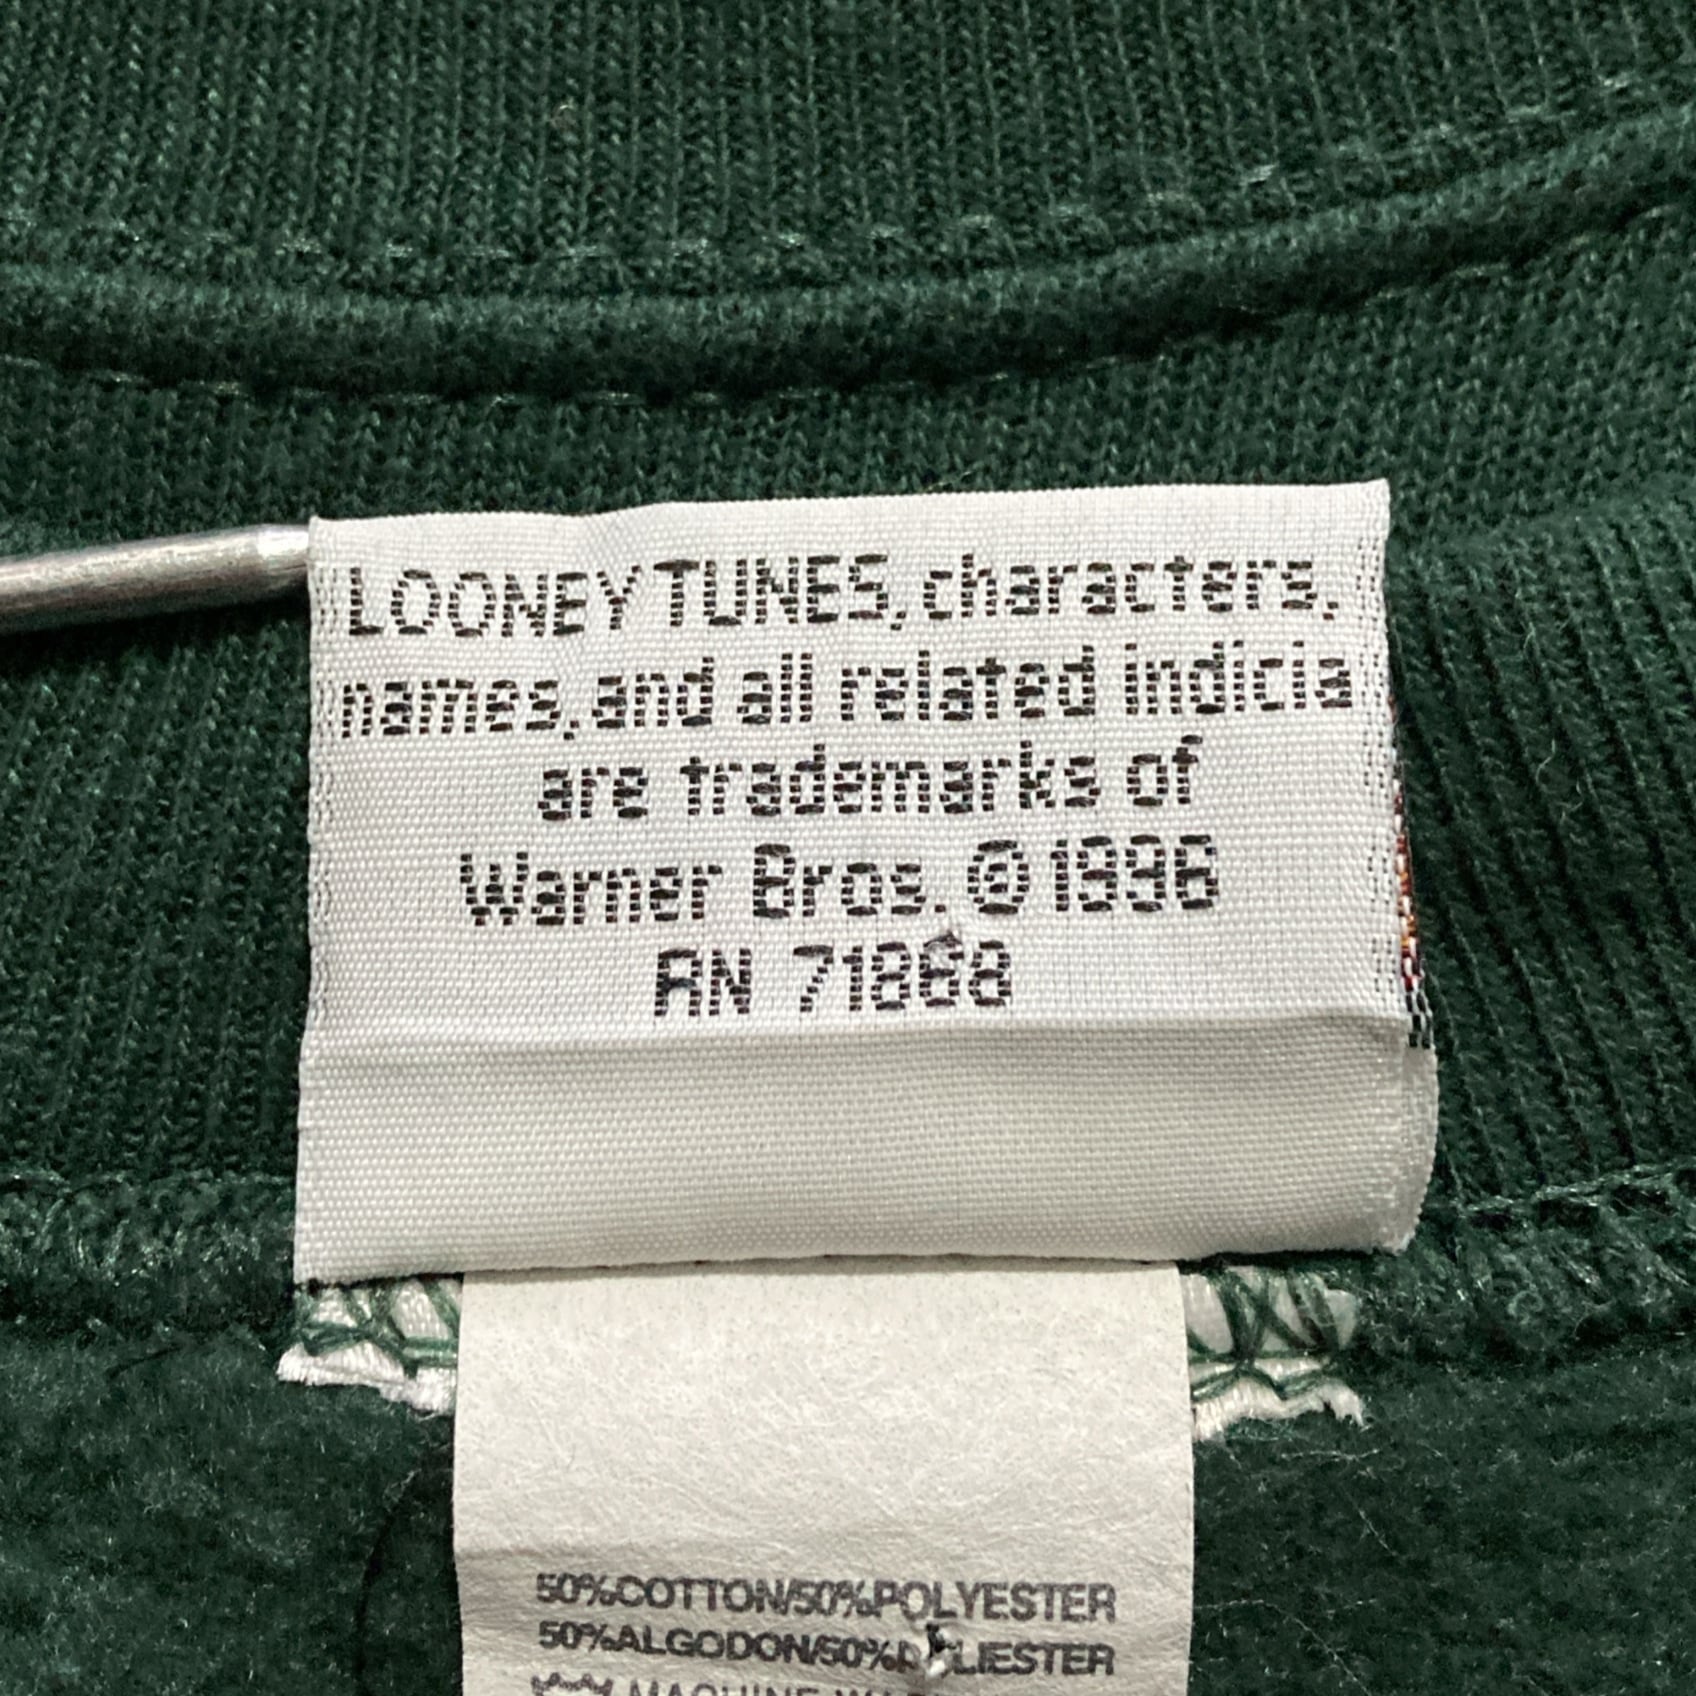 LOONEY TUNES, characters,
names, and all related indicia
are trademarks of
Warner Bros. © 1996
RN 71868
50%COTTON/50%POLYESTER
50%ALGODON/50%POLIESTER
MACHINE